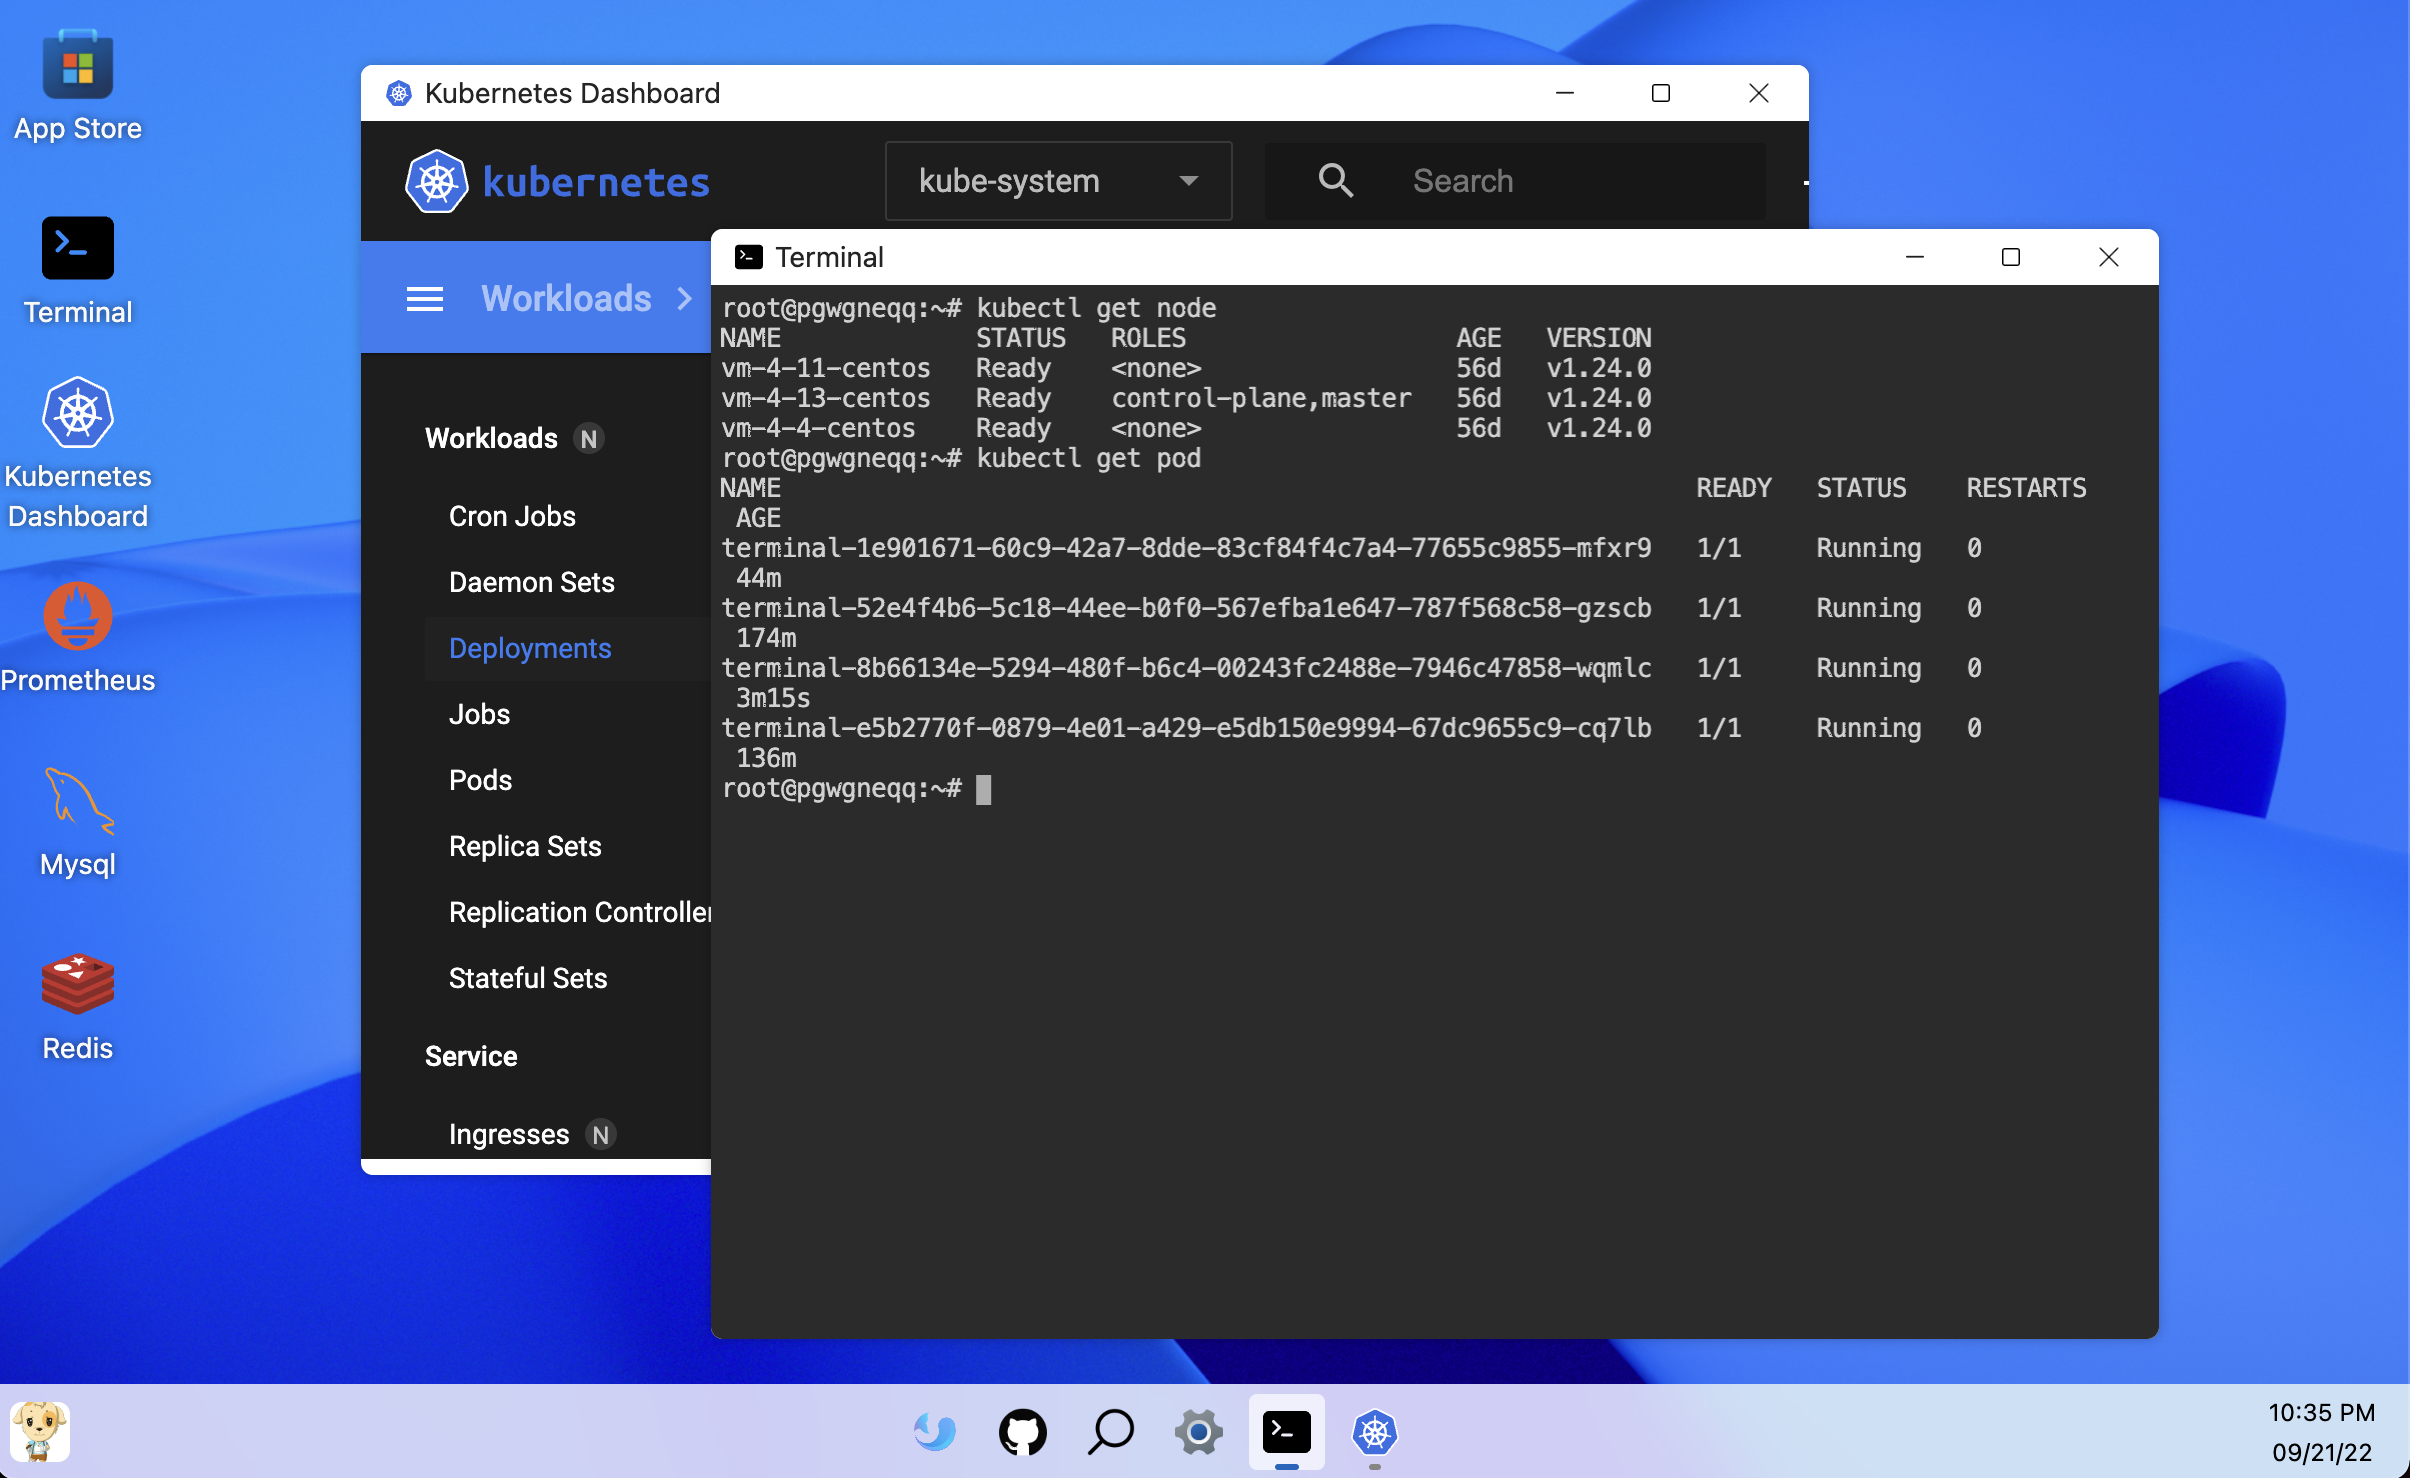 App Store
Terminal
Kubernetes
Dashboard
Prometheus
Mysql
Redis
Kubernetes Dashboard
kubernetes
kube-system
Search
Workloads
Workloads N
Cron Jobs
Daemon Sets
Deployments
Jobs
Pods
Replica Sets
Replication Controller
Stateful Sets
Service
Ingresses N
Terminal
root@pgwgneqq:~# kubectl get node
NAME STATUS ROLES AGE VERSION
vm-4-11-centos Ready <none> 56d v1.24.0
vm-4-13-centos Ready control-plane,master 56d v1.24.0
vm-4-4-centos Ready <none> 56d v1.24.0
root@pgwgneqq:~# kubectl get pod
NAME READY STATUS RESTARTS
AGE
terminal-1e901671-60c9-42a7-8dde-83cf84f4c7a4-77655c9855-mfxr9 1/1 Running 0
44m
terminal-52e4f4b6-5c18-44ee-b0f0-567efba1e647-787f568c58-gzscb 1/1 Running 0
174m
terminal-8b66134e-5294-480f-b6c4-00243fc2488e-7946c47858-wqmlc 1/1 Running 0
3m15s
terminal-e5b2770f-0879-4e01-a429-e5db150e9994-67dc9655c9-cq7lb 1/1 Running 0
136m
root@pgwgneqq:~#
10:35 PM
09/21/22